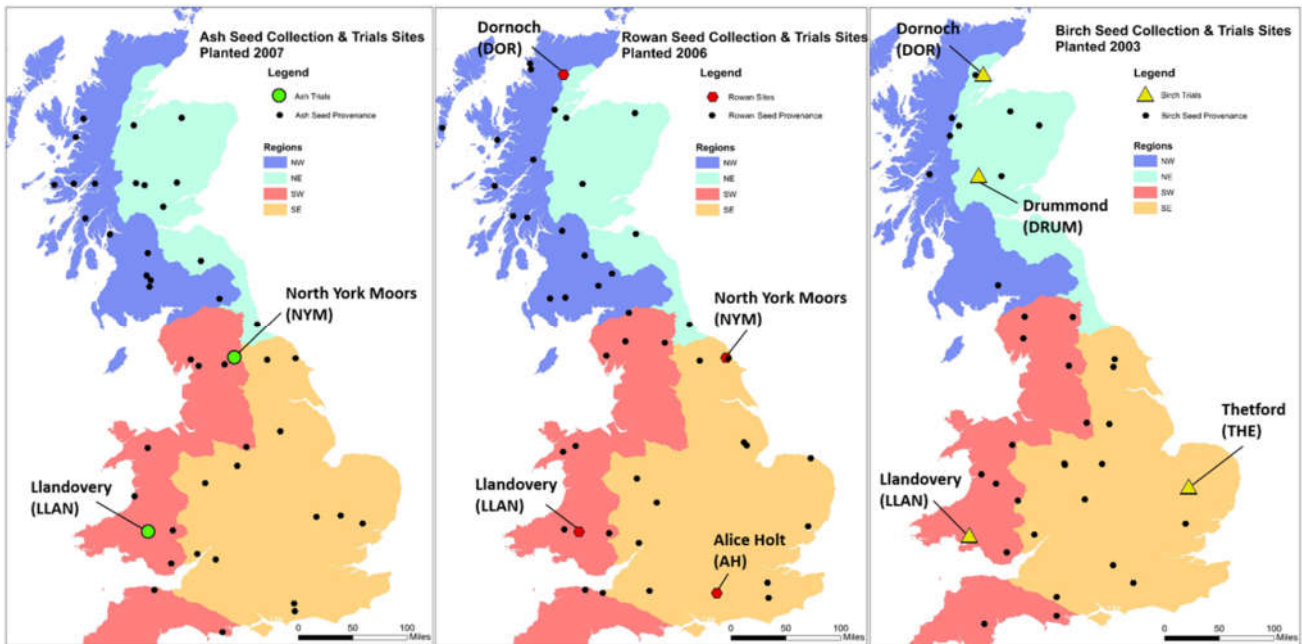 Ash Seed Collection & Trials Sites
Planted 2007
Legend
Ash Trials
Ash Seed Provenance
Regions
NW
NE
SW
SE
North York Moors
(NYM)
Llandovery
(LLAN)
0 50 100
Miles
Dornoch
(DOR)
Rowan Seed Collection & Trials Sites
Planted 2006
Legend
Rowan Sites
Rowan Seed Provenance
Regions
NW
NE
SW
SE
North York Moors
(NYM)
Llandovery
(LLAN)
Alice Holt
(AH)
0 50 100
Miles
Birch Seed Collection & Trials Sites
Planted 2003
Dornoch
(DOR)
Legend
Birch Trials
Birch Seed Provenance
Regions
NW
NE
SW
SE
Drummond
(DRUM)
Thetford
(THE)
Llandovery
(LLAN)
0 50 100
Miles